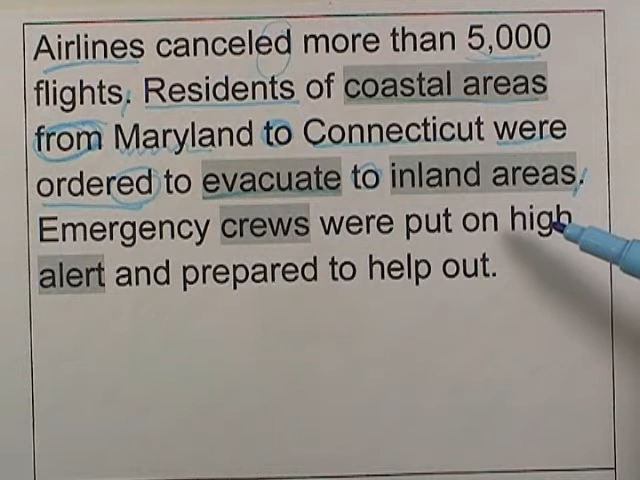 Airlines canceled more than 5,000
flights. Residents of coastal areas
from Maryland to Connecticut were
ordered to evacuate to inland areas.
Emergency crews were put on high
alert and prepared to help out.